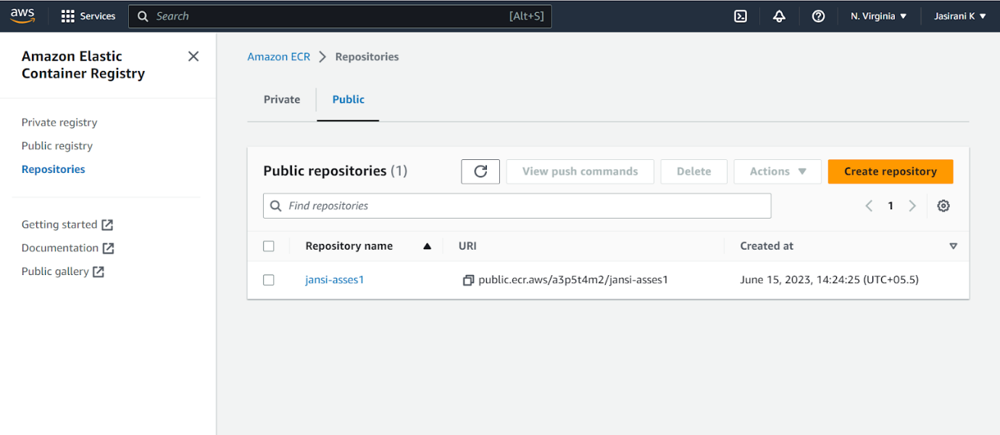 aws Services Search [Alt+S] N. Virginia Jasirani K
Amazon Elastic
Container Registry
Private registry
Public registry
Repositories
Getting started
Documentation
Public gallery
Amazon ECR Repositories
Private Public
Public repositories (1) View push commands Delete Actions Create repository
Find repositories 1
Repository name URI Created at
jansi-asses1 public.ecr.aws/a3p5t4m2/jansi-asses1 June 15, 2023, 14:24:25 (UTC+05.5)